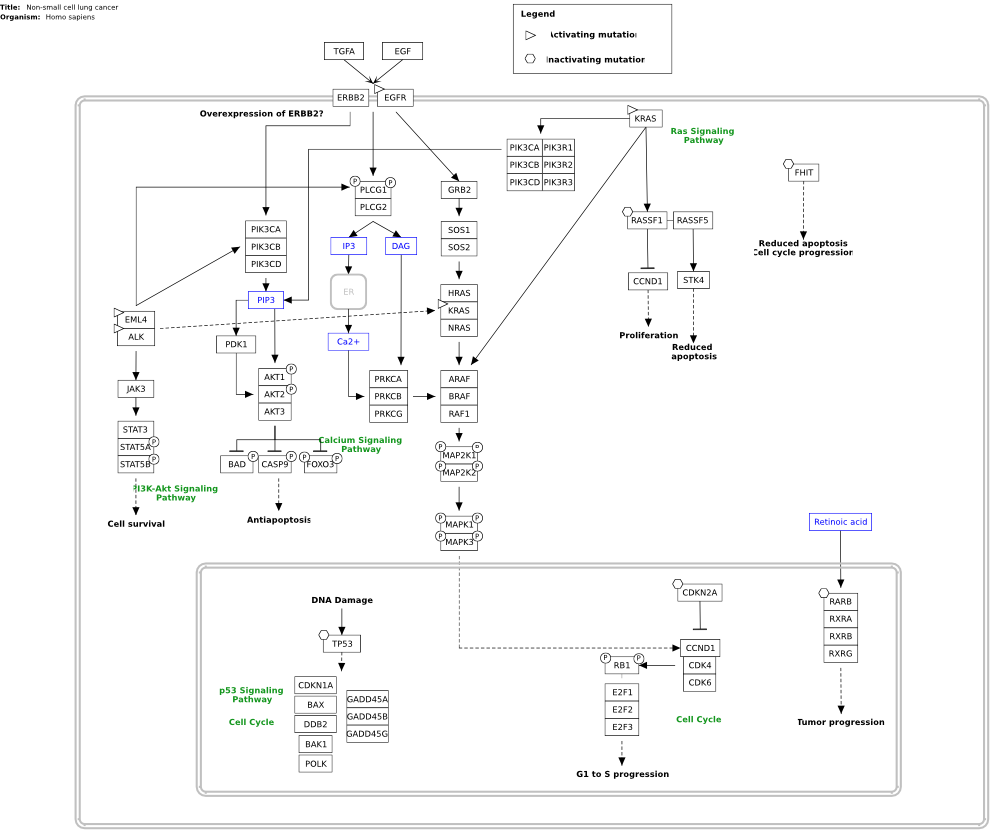 Title: Non-small cell lung cancer
Organism: Homo sapiens
Legend
Activating mutation
Inactivating mutation
TGFA
EGF
ERBB2
EGFR
Overexpression of ERBB2?
KRAS
Ras Signaling
Pathway
PIK3CA PIK3R1
PIK3CB PIK3R2
PIK3CD PIK3R3
FHIT
Reduced apoptosis
Cell cycle progression
P
P
PLCG1
PLCG2
GRB2
RASSF1
RASSF5
PIK3CA
PIK3CB
PIK3CD
SOS1
SOS2
IP3
DAG
CCND1
STK4
ER
HRAS
KRAS
NRAS
PIP3
EML4
ALK
Proliferation
Reduced
apoptosis
PDK1
Ca2+
JAK3
AKT1
P
AKT2
P
AKT3
PRKCA
PRKCB
PRKCG
ARAF
BRAF
RAF1
STAT3
STAT5A
P
STAT5B
P
Calcium Signaling
Pathway
BAD
P
CASP9
P
P
FOXO3
P
P
P
MAP2K1
P
P
MAP2K2
PI3K-Akt Signaling
Pathway
Cell survival
Antiapoptosis
P
P
MAPK1
P
P
MAPK3
Retinoic acid
DNA Damage
TP53
CDKN2A
RARB
RXRA
RXRB
RXRG
CCND1
CDK4
CDK6
P
P
RB1
E2F1
E2F2
E2F3
p53 Signaling
Pathway
Cell Cycle
CDKN1A
BAX
DDB2
BAK1
POLK
GADD45A
GADD45B
GADD45G
Cell Cycle
Tumor progression
G1 to S progression